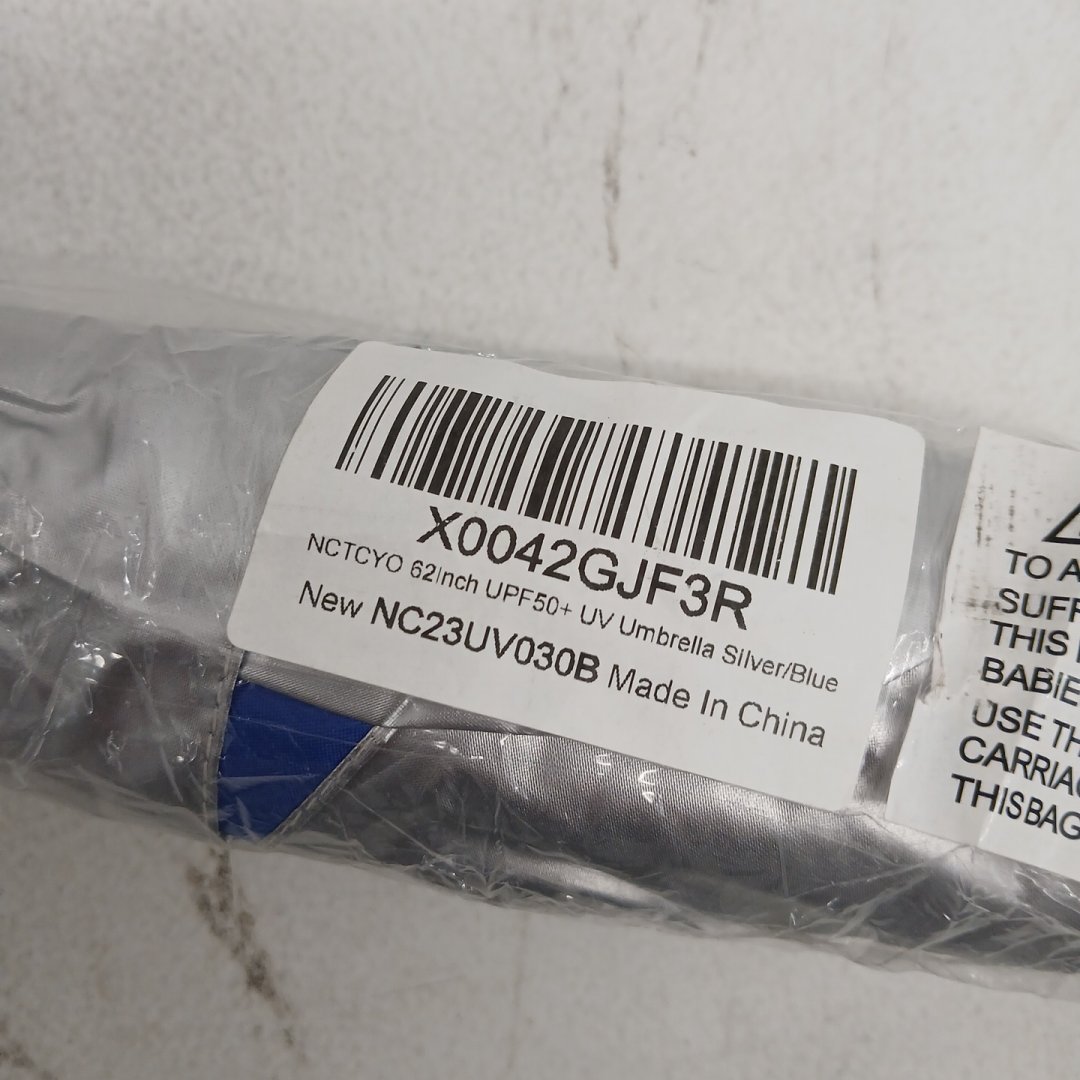 X0042GJF3R
NCTCYO 62Inch UPF50+ UV Umbrella Silver/Blue
New NC23UV030B Made In China
TO A
SUFF
THIS
BABIE
USE TH
CARRIA
THISBAG